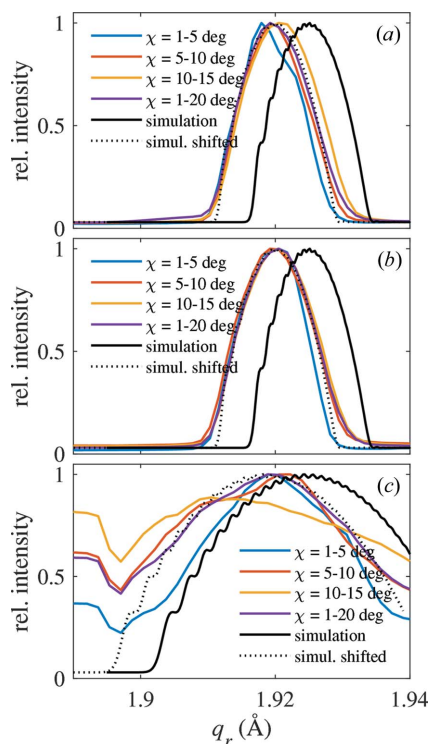 1
(a)
χ = 1-5 deg
χ = 5-10 deg
χ = 10-15 deg
χ = 1-20 deg
simulation
simul. shifted
rel. intensity
0.5
0
1
(b)
χ = 1-5 deg
χ = 5-10 deg
χ = 10-15 deg
χ = 1-20 deg
simulation
simul. shifted
rel. intensity
0.5
0
1
(c)
rel. intensity
0.5
χ = 1-5 deg
χ = 5-10 deg
χ = 10-15 deg
χ = 1-20 deg
simulation
simul. shifted
0
1.9 1.92 1.94
q_r (Å)